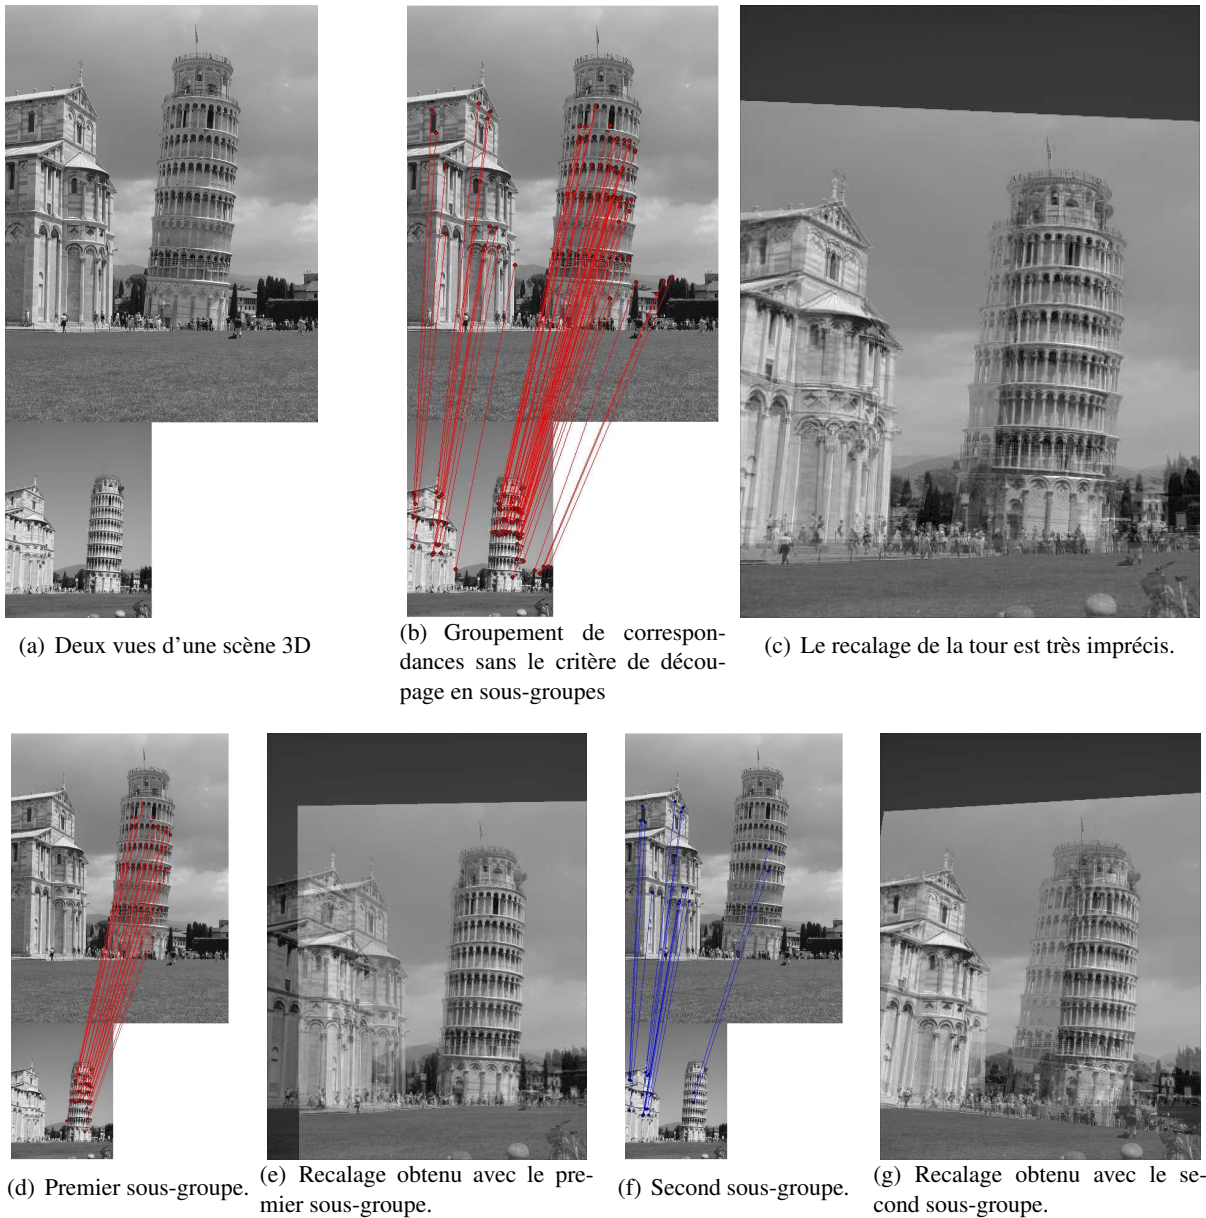 (a) Deux vues d'une scène 3D
(b) Groupement de correspon-
dances sans le critère de décou-
page en sous-groupes
(c) Le recalage de la tour est très imprécis.
(d) Premier sous-groupe.
(e) Recalage obtenu avec le pre-
mier sous-groupe.
(f) Second sous-groupe.
(g) Recalage obtenu avec le se-
cond sous-groupe.